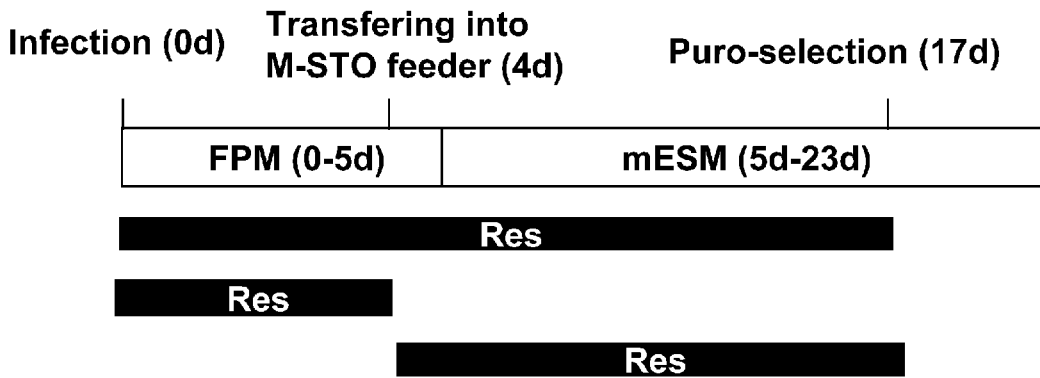 Infection (0d)
Transfering into
M-STO feeder (4d)
Puro-selection (17d)
FPM (0-5d)
mESM (5d-23d)
Res
Res
Res